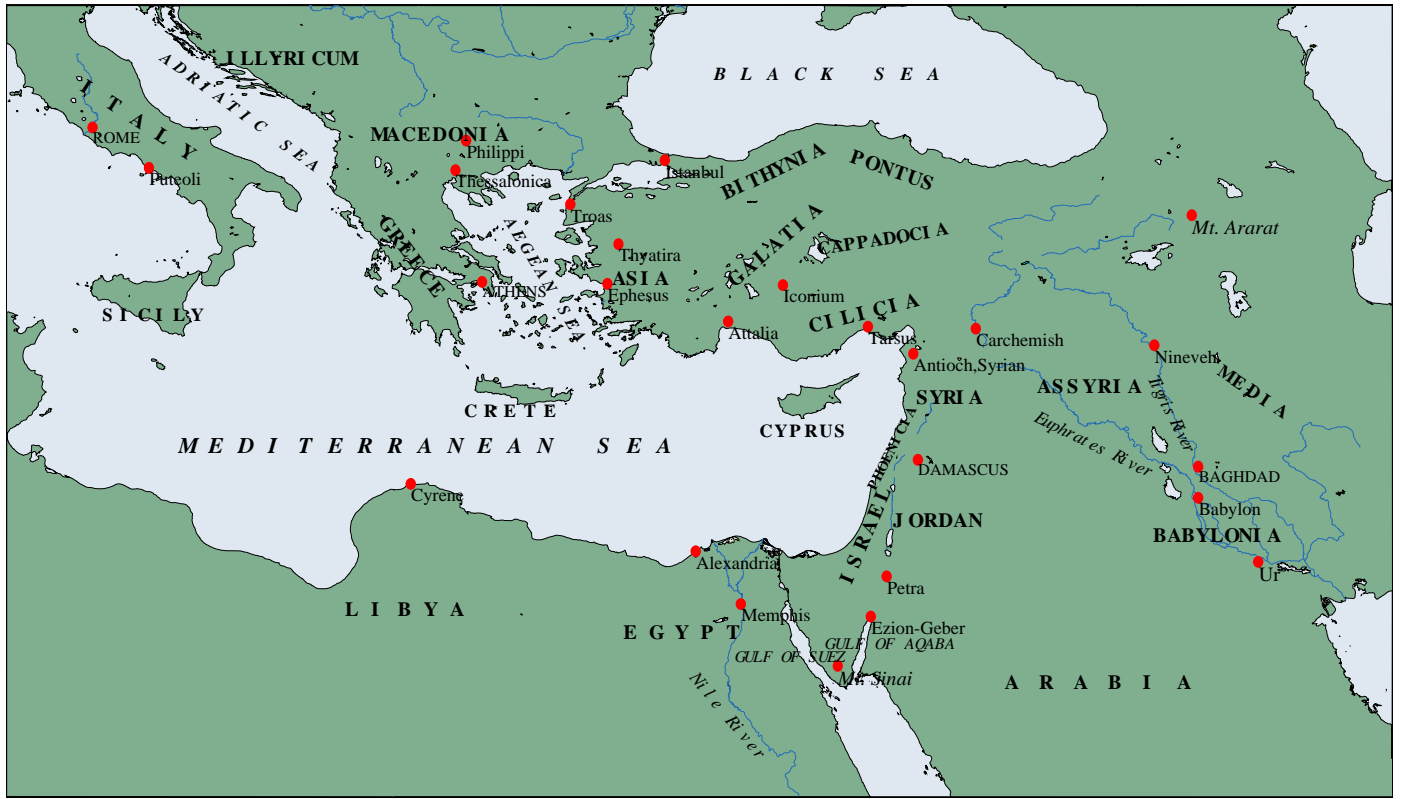 ILLYRICUM
ADRIATIC SEA
BLACK SEA
ITALY
ROME
Puteoli
MACEDONIA
Philippi
Thessalonica
Istanbul
BITHYNIA
PONTUS
Troas
AEGEAN SEA
GREECE
ATHENS
Thyatira
ASIA
Ephesus
GALATIA
CAPPADOCIA
Mt. Ararat
Iconium
CILICIA
Attalia
Tarsus
SICILY
Carchemish
Nineveh
Antioch,Syrian
ASSYRIA
MEDIA
Tigris River
SYRIA
CRETE
CYPRUS
PHOENICIA
Euphrates River
MEDITERRANEAN SEA
DAMASCUS
BAGHDAD
Cyrene
Babylon
ISRAEL
JORDAN
BABYLONIA
Alexandria
Ur
Petra
LIBYA
Memphis
EGYPT
Ezion-Geber
GULF OF SUEZ
GULF OF AQABA
Mt. Sinai
ARABIA
Nile River